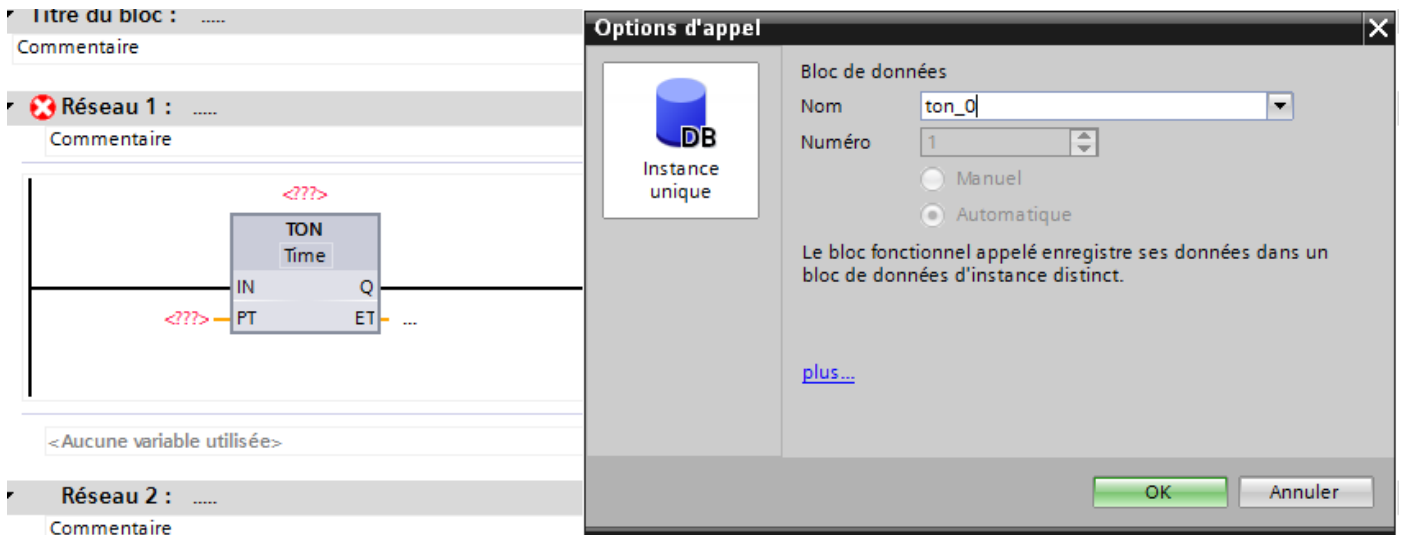 Titre du bloc : .....
Commentaire
Réseau 1 : .....
Commentaire
<???>
TON
Time
IN Q
<???> PT ET ...
<Aucune variable utilisée>
Réseau 2 : .....
Commentaire
Options d'appel
DB
Instance
unique
Bloc de données
Nom ton_0
Numéro 1
Manuel
Automatique
Le bloc fonctionnel appelé enregistre ses données dans un
bloc de données d'instance distinct.
plus...
OK Annuler